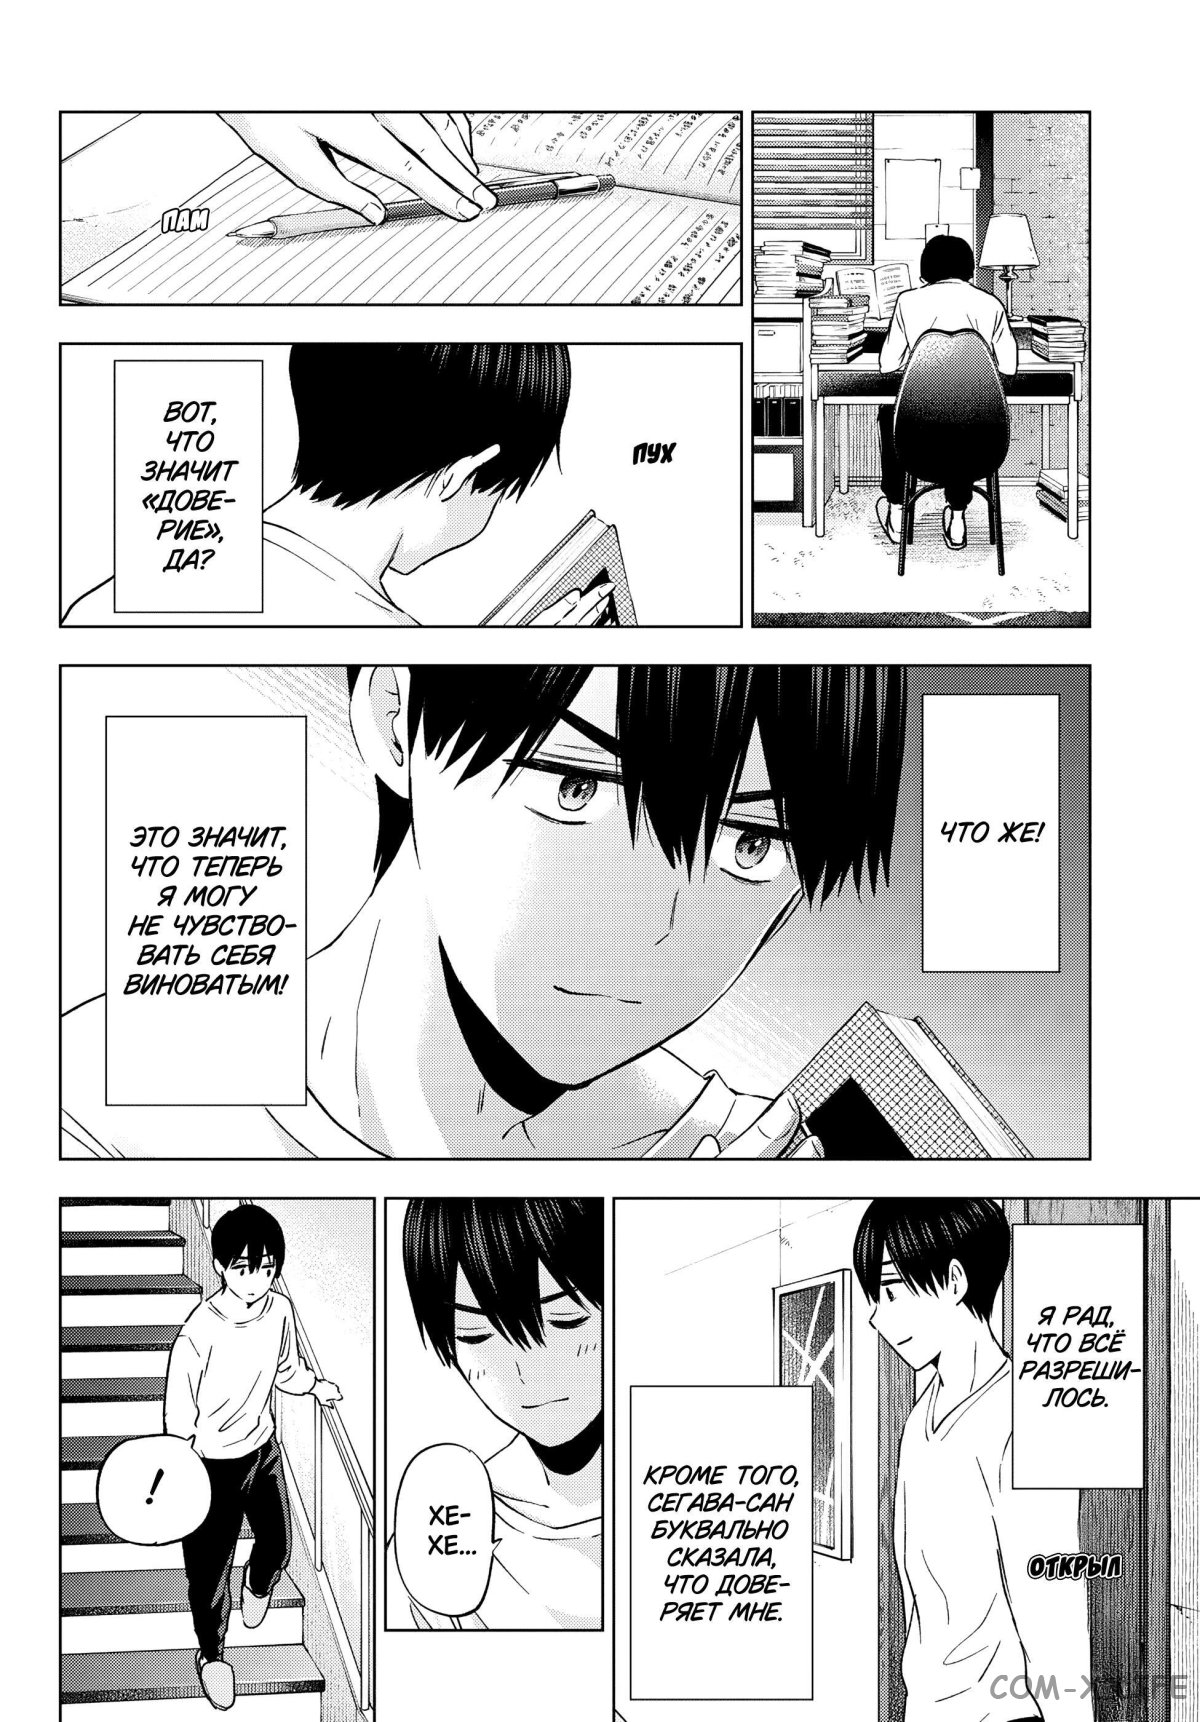 ПАМ
ПУХ
ВОТ,
ЧТО
ЗНАЧИТ
«ДОВЕ-
РИЕ»,
ДА?
ЧТО ЖЕ!
ЭТО ЗНАЧИТ,
ЧТО ТЕПЕРЬ
Я МОГУ
НЕ ЧУВСТВО-
ВАТЬ СЕБЯ
ВИНОВАТЫМ!
Я РАД,
ЧТО ВСЁ
РАЗРЕШИ-
ЛОСЬ.
ОТКРЫЛ
КРОМЕ ТОГО,
СЕГАВА-САН
БУКВАЛЬНО
СКАЗАЛА,
ЧТО ДОВЕ-
РЯЕТ МНЕ.
ХЕ-
ХЕ...
!
COM-X.LIFE